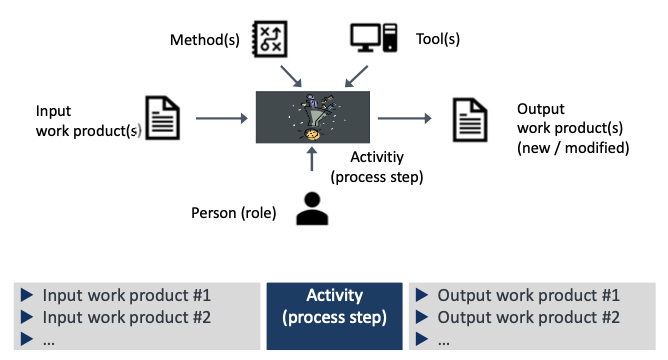 Method(s)
Tool(s)
Input
work product(s)
Output
work product(s)
(new / modified)
Activitiy
(process step)
Person (role)
Input work product #1
Input work product #2
...
Activity
(process step)
Output work product #1
Output work product #2
...